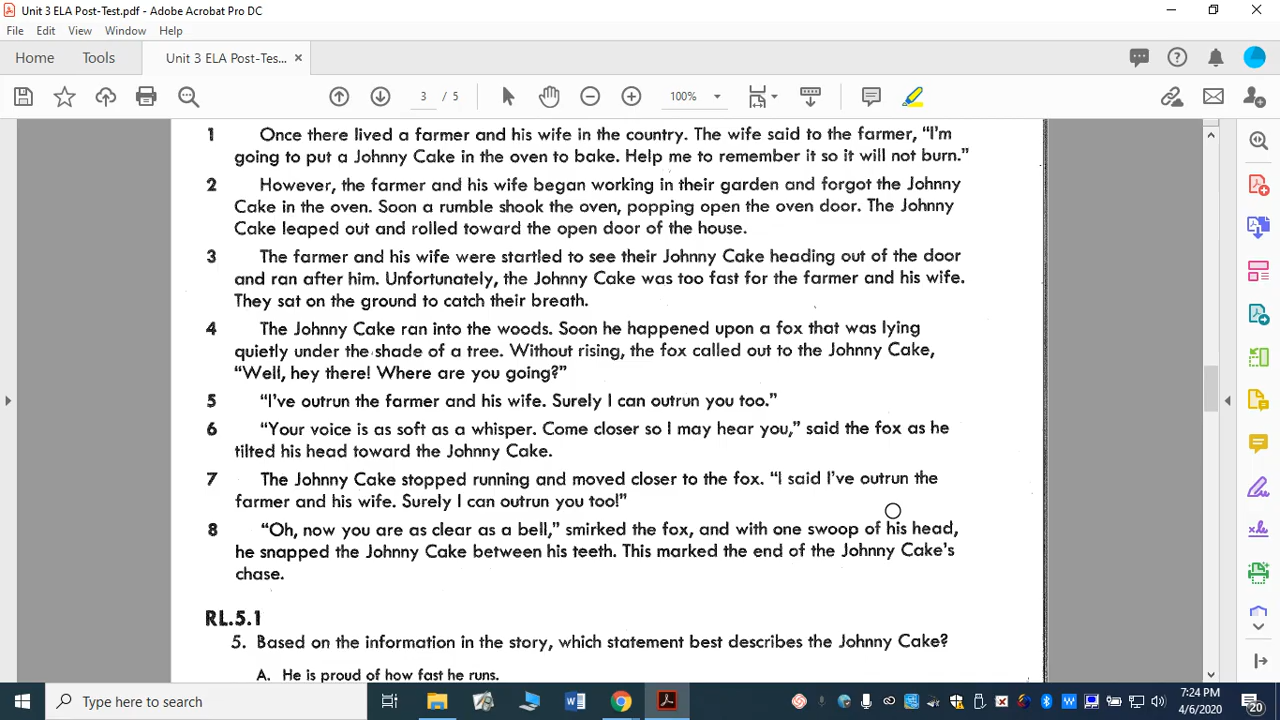 Unit 3 ELA Post-Test.pdf - Adobe Acrobat Pro DC
File Edit View Window Help
Home Tools Unit 3 ELA Post-Tes... ×
3 / 5 100%
1 Once there lived a farmer and his wife in the country. The wife said to the farmer, “I’m
going to put a Johnny Cake in the oven to bake. Help me to remember it so it will not burn.”
2 However, the farmer and his wife began working in their garden and forgot the Johnny
Cake in the oven. Soon a rumble shook the oven, popping open the oven door. The Johnny
Cake leaped out and rolled toward the open door of the house.
3 The farmer and his wife were startled to see their Johnny Cake heading out of the door
and ran after him. Unfortunately, the Johnny Cake was too fast for the farmer and his wife.
They sat on the ground to catch their breath.
4 The Johnny Cake ran into the woods. Soon he happened upon a fox that was lying
quietly under the shade of a tree. Without rising, the fox called out to the Johnny Cake,
“Well, hey there! Where are you going?”
5 “I’ve outrun the farmer and his wife. Surely I can outrun you too.”
6 “Your voice is as soft as a whisper. Come closer so I may hear you,” said the fox as he
tilted his head toward the Johnny Cake.
7 The Johnny Cake stopped running and moved closer to the fox. “I said I’ve outrun the
farmer and his wife. Surely I can outrun you too!”
8 “Oh, now you are as clear as a bell,” smirked the fox, and with one swoop of his head,
he snapped the Johnny Cake between his teeth. This marked the end of the Johnny Cake’s
chase.
RL.5.1
5. Based on the information in the story, which statement best describes the Johnny Cake?
A. He is proud of how fast he runs.
Type here to search
7:24 PM
4/6/2020
20